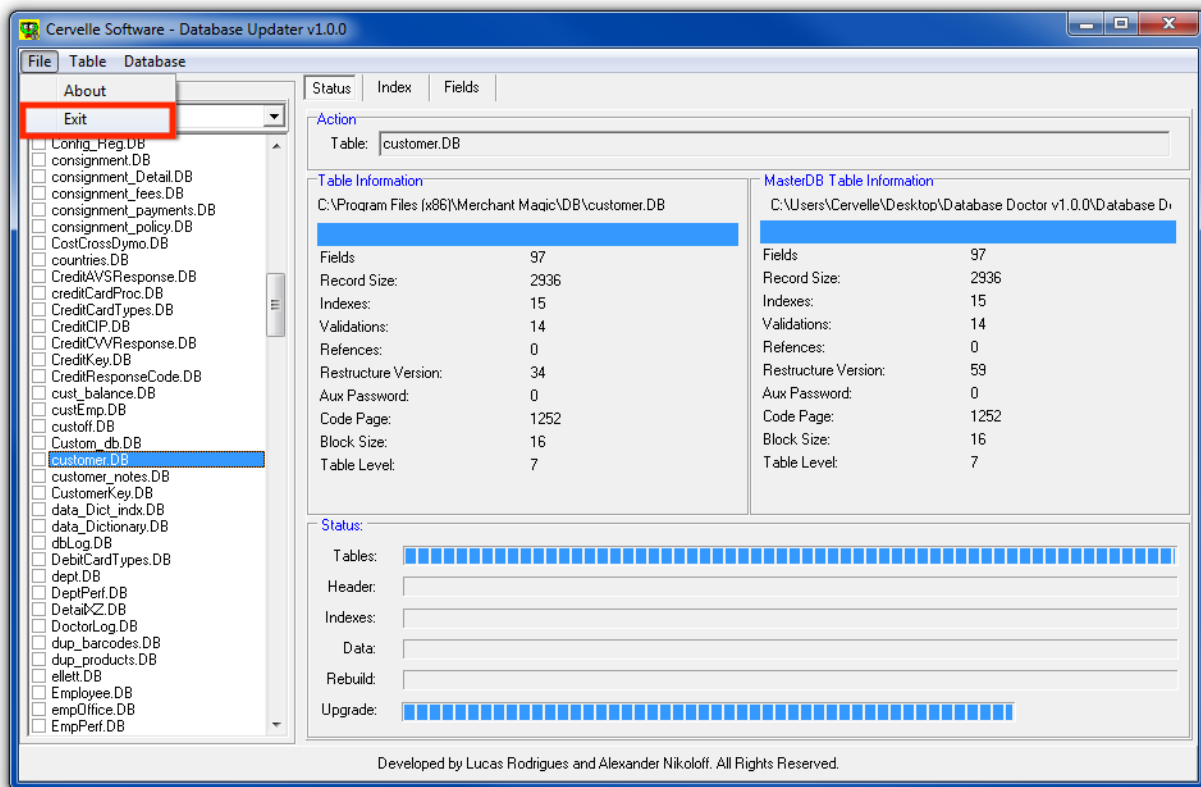 Cervelle Software - Database Updater v1.0.0
File Table Database
About
Exit
Config_Reg.DB
consignment.DB
consignment_Detail.DB
consignment_fees.DB
consignment_payments.DB
consignment_policy.DB
CostCrossDymo.DB
countries.DB
CreditAVSResponse.DB
creditCardProc.DB
CreditCardTypes.DB
CreditCIP.DB
CreditCVVResponse.DB
CreditKey.DB
CreditResponseCode.DB
cust_balance.DB
custEmp.DB
custoff.DB
Custom_db.DB
customer.DB
customer_notes.DB
CustomerKey.DB
data_Dict_indx.DB
data_Dictionary.DB
dbLog.DB
DebitCardTypes.DB
dept.DB
DeptPerf.DB
DetailXZ.DB
DoctorLog.DB
dup_barcodes.DB
dup_products.DB
ellett.DB
Employee.DB
empOffice.DB
EmpPerf.DB
Status Index Fields
Action
Table: customer.DB
Table Information
C:\Program Files (x86)\Merchant Magic\DB\customer.DB
Fields 97
Record Size: 2936
Indexes: 15
Validations: 14
Refences: 0
Restructure Version: 34
Aux Password: 0
Code Page: 1252
Block Size: 16
Table Level: 7
MasterDB Table Information
C:\Users\Cervelle\Desktop\Database Doctor v1.0.0\Database
Fields 97
Record Size: 2936
Indexes: 15
Validations: 14
Refences: 0
Restructure Version: 59
Aux Password: 0
Code Page: 1252
Block Size: 16
Table Level: 7
Status:
Tables:
Header:
Indexes:
Data:
Rebuild:
Upgrade:
Developed by Lucas Rodrigues and Alexander Nikoloff. All Rights Reserved.